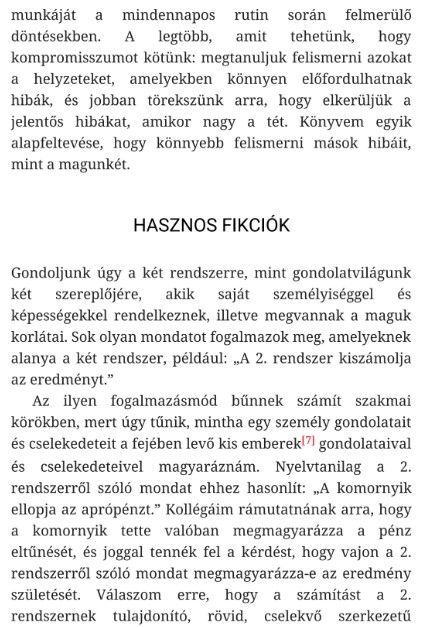 munkáját a mindennapos rutin során felmerülő
döntésekben. A legtöbb, amit tehetünk, hogy
kompromisszumot kötünk: megtanuljuk felismerni azokat
a helyzeteket, amelyekben könnyen előfordulhatnak
hibák, és jobban törekszünk arra, hogy elkerüljük a
jelentős hibákat, amikor nagy a tét. Könyvem egyik
alapfeltevése, hogy könnyebb felismerni mások hibáit,
mint a magunkét.
HASZNOS FIKCIÓK
Gondoljunk úgy a két rendszerre, mint gondolatvilágunk
két szereplőjére, akik saját személyiséggel és
képességekkel rendelkeznek, illetve megvannak a maguk
korlátai. Sok olyan mondatot fogalmazok meg, amelyeknek
alanya a két rendszer, például: „A 2. rendszer kiszámolja
az eredményt.”
Az ilyen fogalmazásmód bűnnek számít szakmai
körökben, mert úgy tűnik, mintha egy személy gondolatait
és cselekedeteit a fejében levő kis emberek[7] gondolataival
és cselekedeteivel magyaráznám. Nyelvtanilag a 2.
rendszerről szóló mondat ehhez hasonlít: „A komornyik
ellopja az aprópénzt.” Kollégáim rámutatnának arra, hogy
a komornyik tette valóban megmagyarázza a pénz
eltűnését, és joggal tennék fel a kérdést, hogy vajon a 2.
rendszerről szóló mondat megmagyarázza-e az eredmény
születését. Válaszom erre, hogy a számítást a 2.
rendszernek tulajdonító, rövid, cselekvő szerkezetű